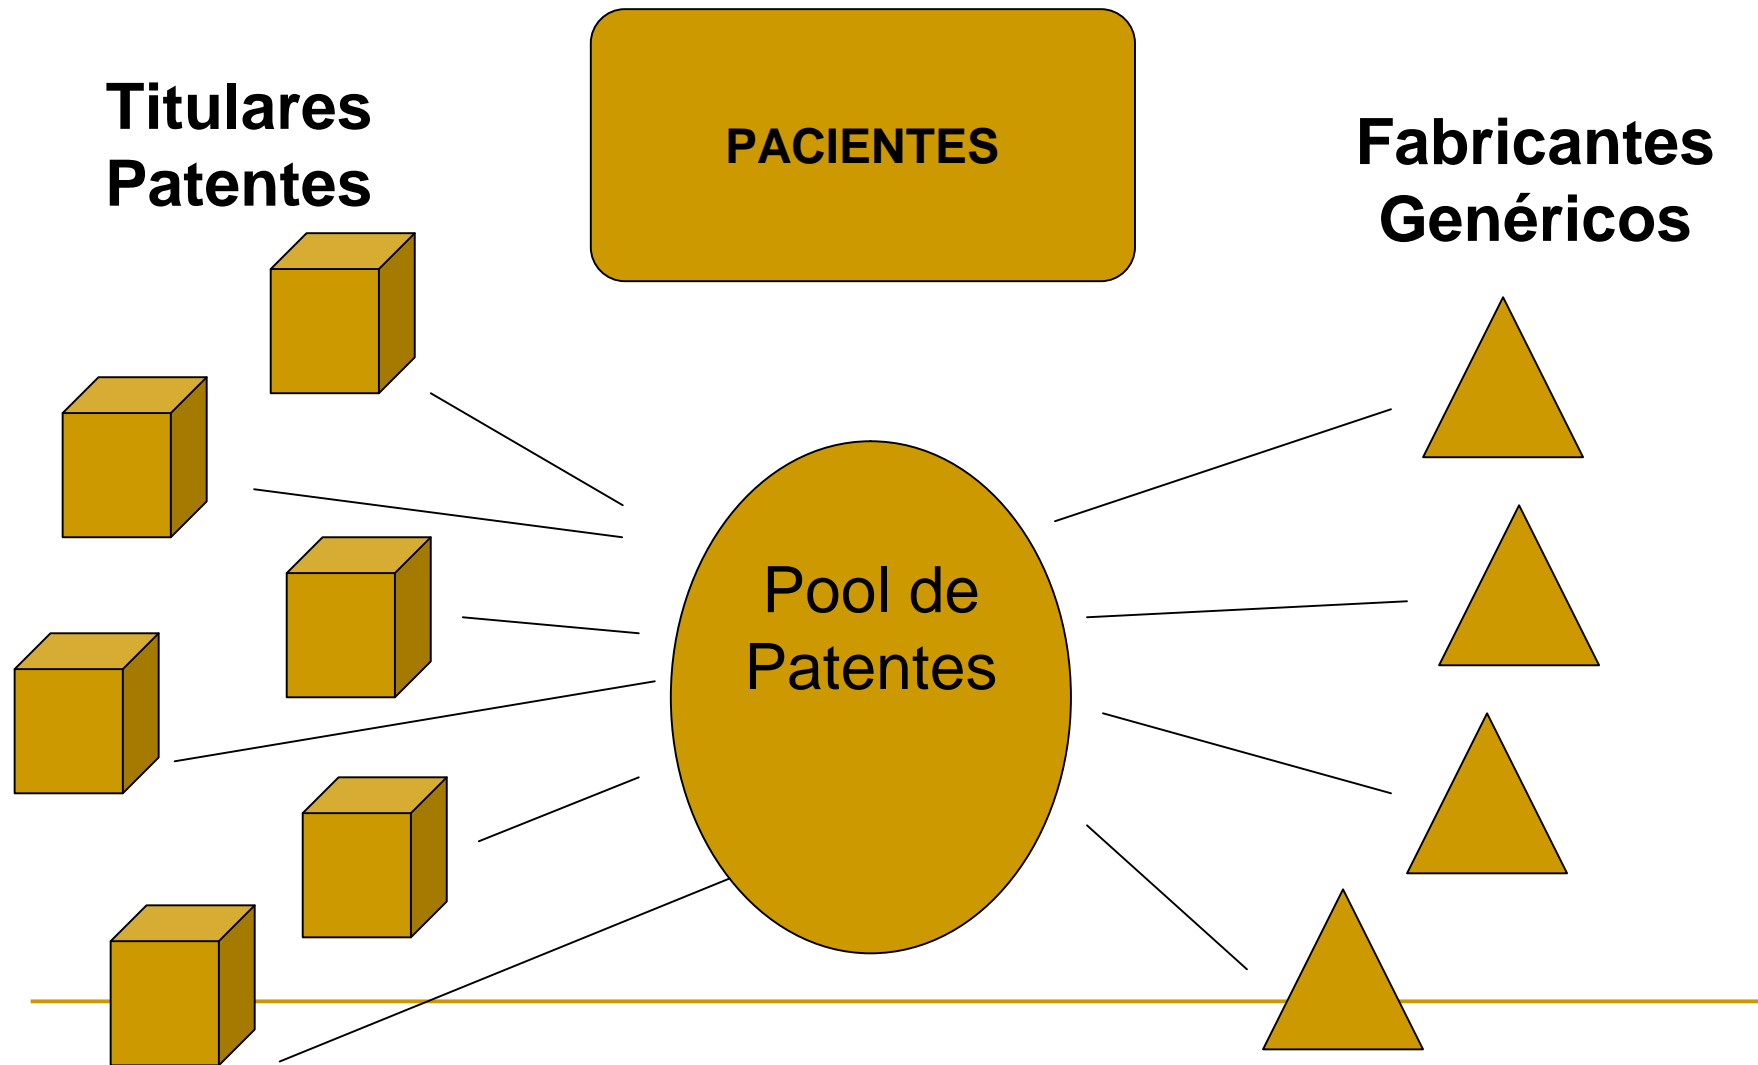 Titulares
Patentes
PACIENTES
Fabricantes
Genéricos
Pool de
Patentes